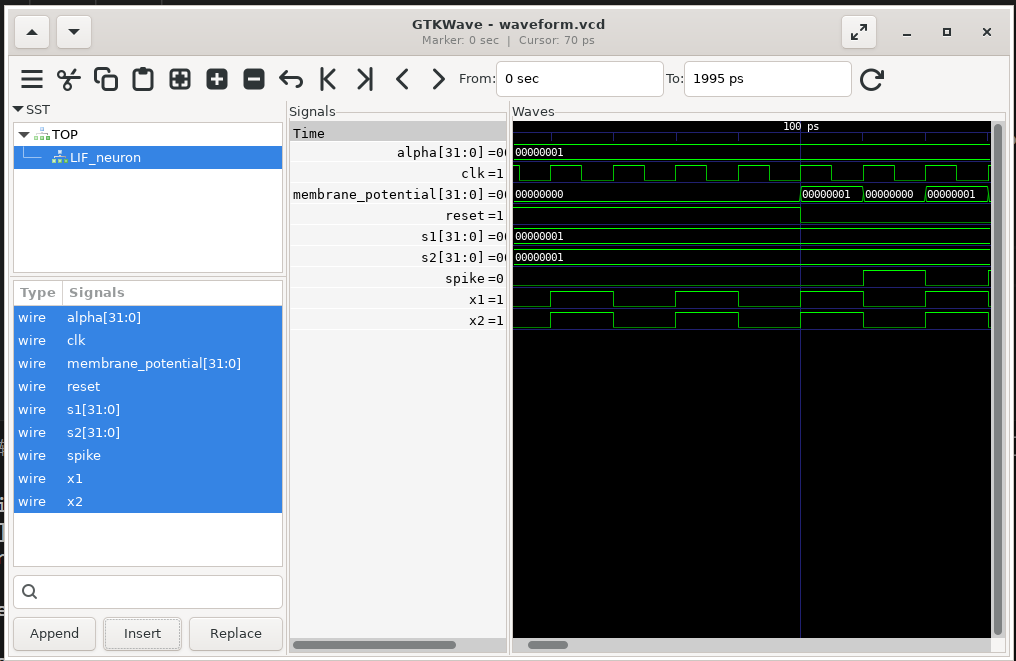 GTKWave - waveform.vcd
Marker: 0 sec | Cursor: 70 ps
From: 0 sec To: 1995 ps
SST
TOP
LIF_neuron
Type Signals
wire alpha[31:0]
wire clk
wire membrane_potential[31:0]
wire reset
wire s1[31:0]
wire s2[31:0]
wire spike
wire x1
wire x2
Append Insert Replace
Signals
Time
alpha[31:0] =00
clk =1
membrane_potential[31:0] =00
reset =1
s1[31:0] =00
s2[31:0] =00
spike =0
x1 =1
x2 =1
Waves
100 ps
00000001
00000000 00000001 00000000 00000001
00000001
00000001